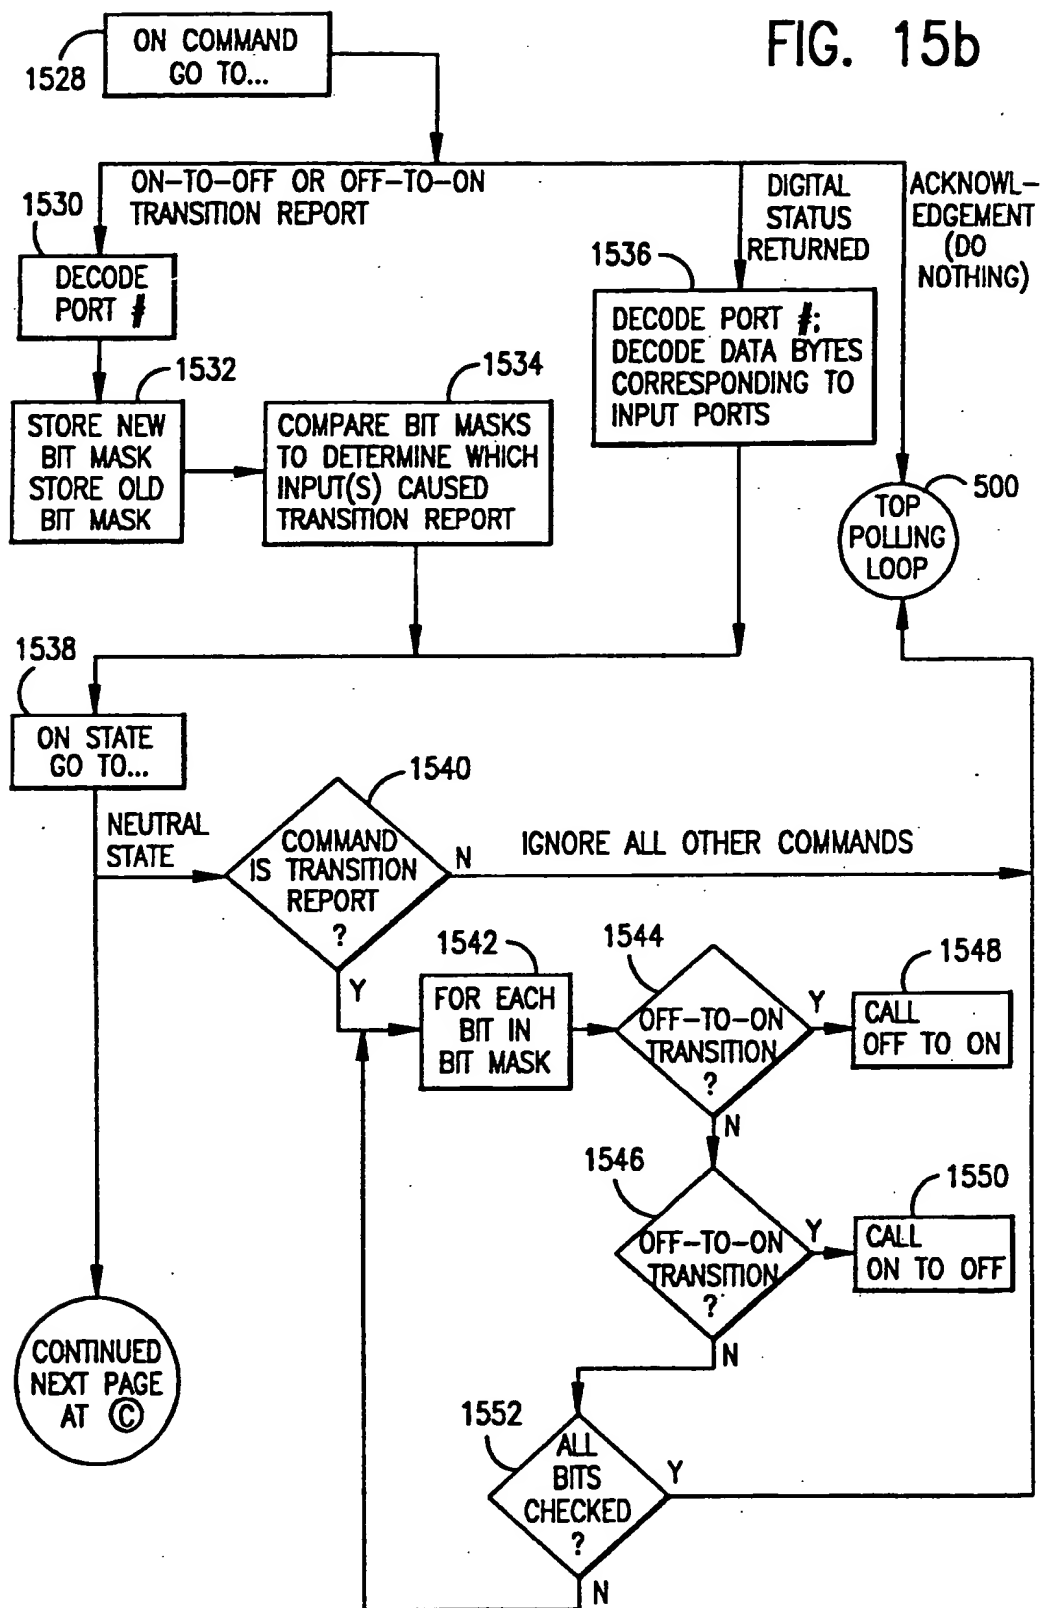 FIG. 15b
1528
ON COMMAND
GO TO...
ON-TO-OFF OR OFF-TO-ON
TRANSITION REPORT
DIGITAL
STATUS
RETURNED
ACKNOWL-
EDGEMENT
(DO
NOTHING)
1530
DECODE
PORT #
1536
DECODE PORT #:
DECODE DATA BYTES
CORRESPONDING TO
INPUT PORTS
1532
STORE NEW
BIT MASK
STORE OLD
BIT MASK
1534
COMPARE BIT MASKS
TO DETERMINE WHICH
INPUT(S) CAUSED
TRANSITION REPORT
500
TOP
POLLING
LOOP
1538
ON STATE
GO TO...
NEUTRAL
STATE
1540
COMMAND
IS TRANSITION
REPORT
?
N
IGNORE ALL OTHER COMMANDS
Y
1542
FOR EACH
BIT IN
BIT MASK
1544
OFF-TO-ON
TRANSITION
?
Y
N
1548
CALL
OFF TO ON
1546
OFF-TO-ON
TRANSITION
?
Y
N
1550
CALL
ON TO OFF
CONTINUED
NEXT PAGE
AT C
1552
ALL
BITS
CHECKED
?
Y
N